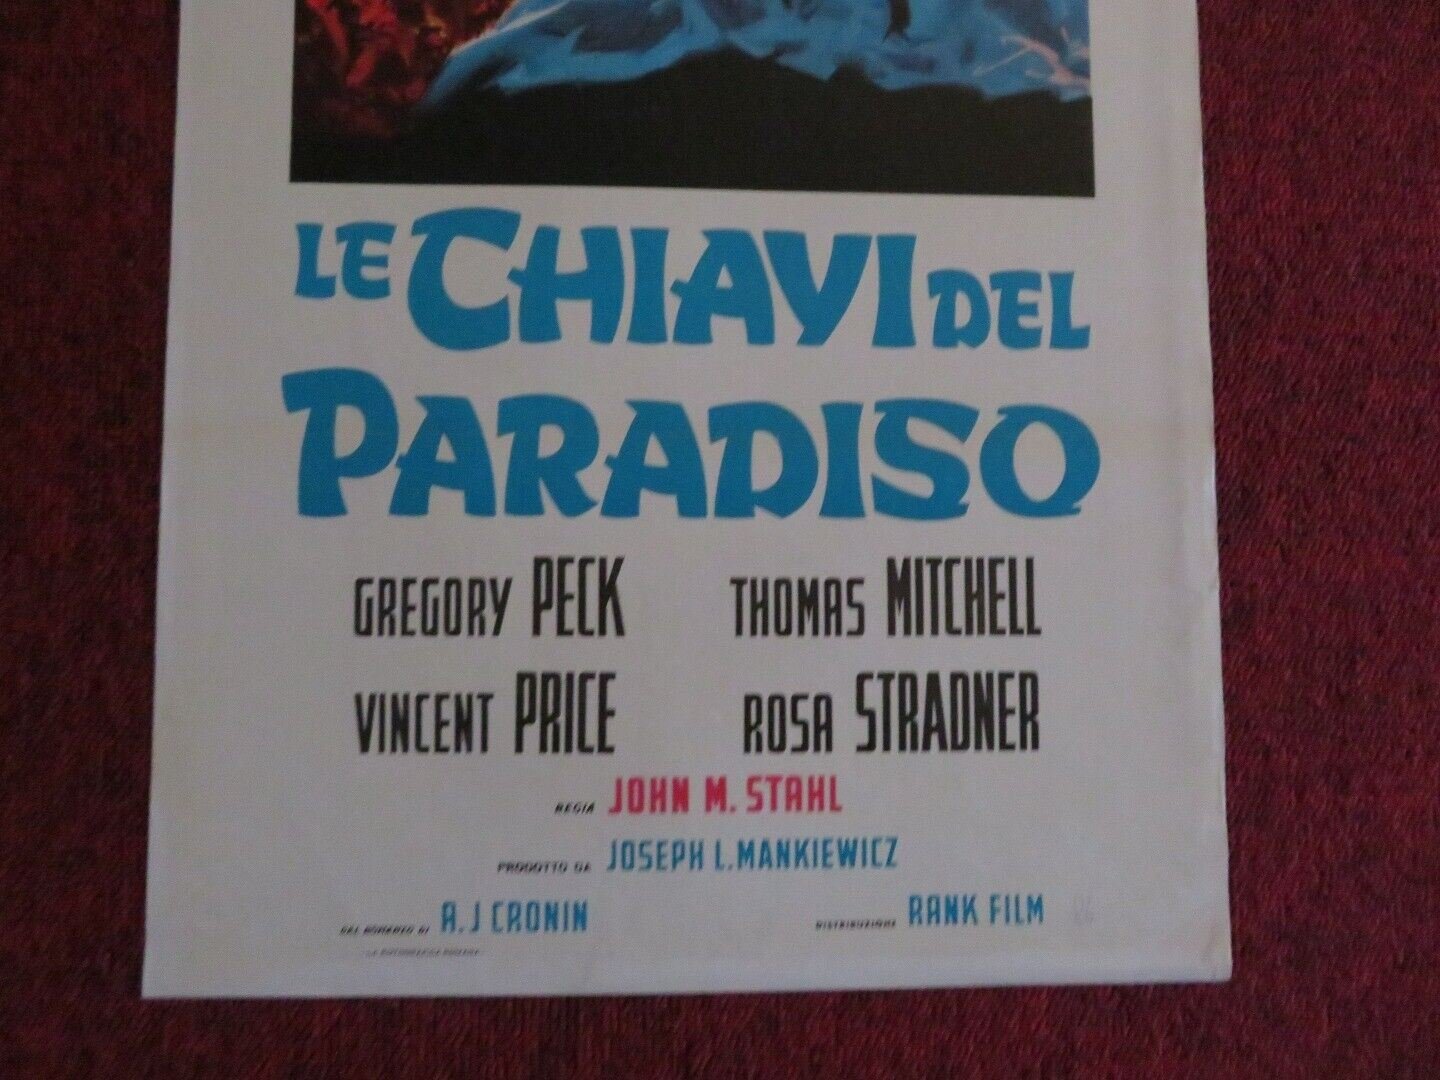 LE CHIAVI DEL
PARADISO
GREGORY PECK THOMAS MITCHELL
VINCENT PRICE ROSA STRADNER
REGIA JOHN M. STAHL
PRODOTTO DA JOSEPH L. MANKIEWICZ
DAL ROMANZO DI A. J CRONIN DISTRIBUZIONE RANK FILM